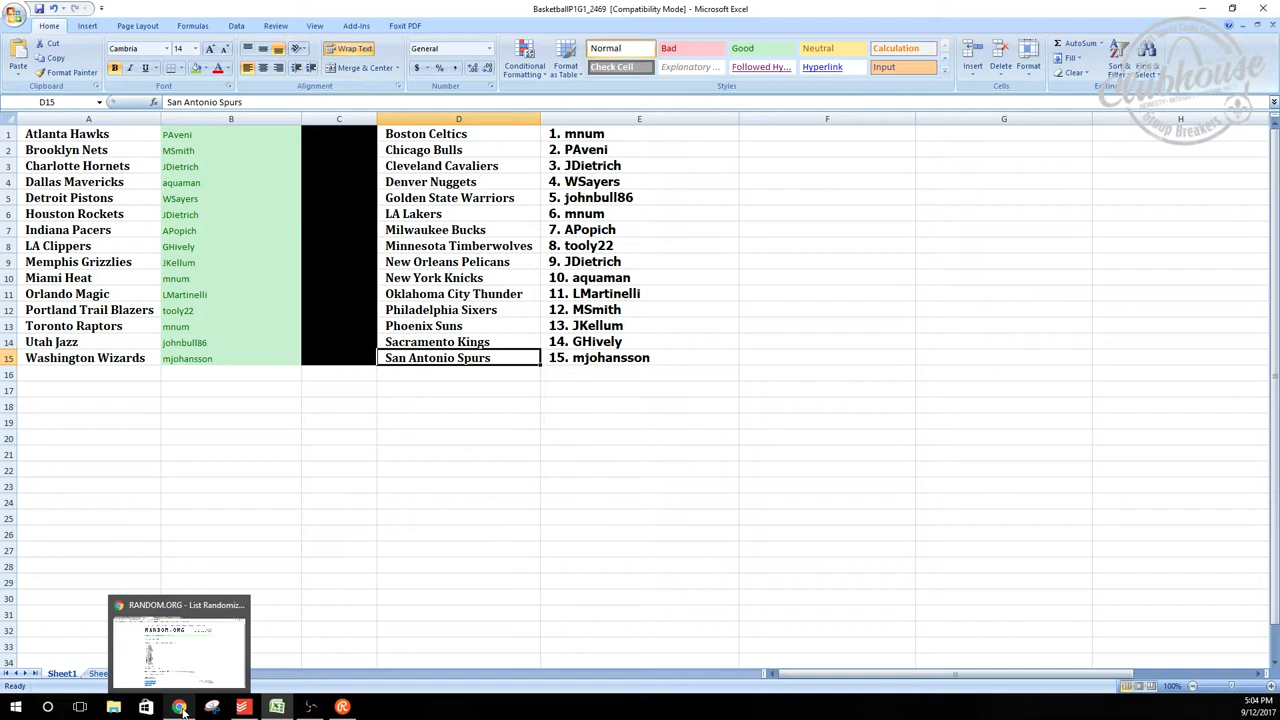 BasketballP1G1_2469 [Compatibility Mode] - Microsoft Excel
Home Insert Page Layout Formulas Data Review View Add-Ins Foxit PDF
Cut Cambria 14 Wrap Text General Normal Bad Good Neutral Calculation AutoSum
Copy Fill
Paste Format Painter Merge & Center Conditional Formatting Format as Table Check Cell Explanatory ... Followed Hy... Hyperlink Input Insert Delete Format Clear Sort & Find &
Clipboard Font Alignment Number Styles Cells
Clubhouse
Group Breakers
D15 San Antonio Spurs
A B C D E F G H
1 Atlanta Hawks PAveni Boston Celtics 1. mnum
2 Brooklyn Nets MSmith Chicago Bulls 2. PAveni
3 Charlotte Hornets JDietrich Cleveland Cavaliers 3. JDietrich
4 Dallas Mavericks aquaman Denver Nuggets 4. WSayers
5 Detroit Pistons WSayers Golden State Warriors 5. johnbull86
6 Houston Rockets JDietrich LA Lakers 6. mnum
7 Indiana Pacers APopich Milwaukee Bucks 7. APopich
8 LA Clippers GHively Minnesota Timberwolves 8. tooly22
9 Memphis Grizzlies JKellum New Orleans Pelicans 9. JDietrich
10 Miami Heat mnum New York Knicks 10. aquaman
11 Orlando Magic LMartinelli Oklahoma City Thunder 11. LMartinelli
12 Portland Trail Blazers tooly22 Philadelphia Sixers 12. MSmith
13 Toronto Raptors mnum Phoenix Suns 13. JKellum
14 Utah Jazz johnbull86 Sacramento Kings 14. GHively
15 Washington Wizards mjohansson San Antonio Spurs 15. mjohansson
16
17
18
19
20
21
22
23
24
25
26
27
28
29
30
31
32
33
34
RANDOM.ORG - List Randomiz...
RANDOM.ORG
Sheet1 Shee
Ready 100%
5:04 PM
9/12/2017